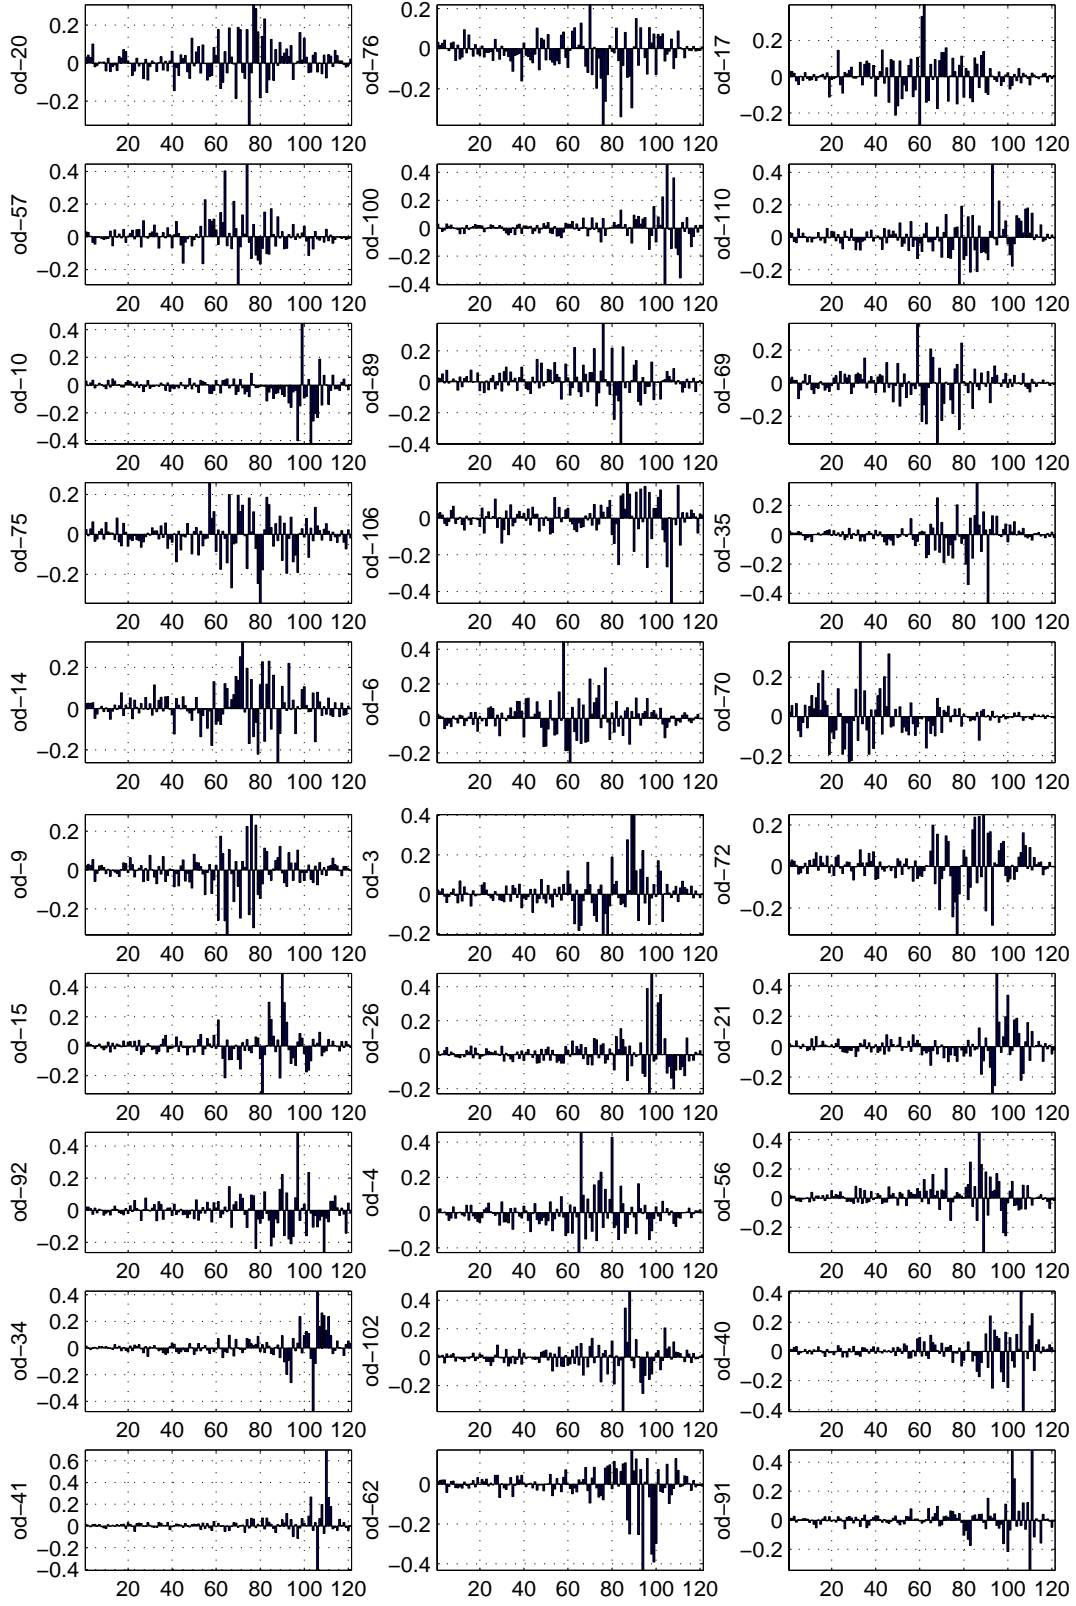 0.2 0 −0.2 od−20 20 40 60 80 100 120
0.2 0 −0.2 od−76 20 40 60 80 100 120
0.2 0 −0.2 od−17 20 40 60 80 100 120
0.4 0.2 0 −0.2 od−57 20 40 60 80 100 120
0.4 0.2 0 −0.2 −0.4 od−100 20 40 60 80 100 120
0.4 0.2 0 −0.2 od−110 20 40 60 80 100 120
0.4 0.2 0 −0.2 −0.4 od−10 20 40 60 80 100 120
0.2 0 −0.2 −0.4 od−89 20 40 60 80 100 120
0.2 0 −0.2 od−69 20 40 60 80 100 120
0.2 0 −0.2 od−75 20 40 60 80 100 120
0 −0.2 −0.4 od−106 20 40 60 80 100 120
0.2 0 −0.2 −0.4 od−35 20 40 60 80 100 120
0.2 0 −0.2 od−14 20 40 60 80 100 120
0.4 0.2 0 −0.2 od−6 20 40 60 80 100 120
0.2 0 −0.2 od−70 20 40 60 80 100 120
0.2 0 −0.2 od−9 20 40 60 80 100 120
0.4 0.2 0 −0.2 od−3 20 40 60 80 100 120
0.2 0 −0.2 od−72 20 40 60 80 100 120
0.4 0.2 0 −0.2 od−15 20 40 60 80 100 120
0.4 0.2 0 −0.2 od−26 20 40 60 80 100 120
0.4 0.2 0 −0.2 od−21 20 40 60 80 100 120
0.4 0.2 0 −0.2 od−92 20 40 60 80 100 120
0.4 0.2 0 −0.2 od−4 20 40 60 80 100 120
0.4 0.2 0 −0.2 od−56 20 40 60 80 100 120
0.4 0.2 0 −0.2 −0.4 od−34 20 40 60 80 100 120
0.4 0.2 0 −0.2 od−102 20 40 60 80 100 120
0.4 0.2 0 −0.2 −0.4 od−40 20 40 60 80 100 120
0.6 0.4 0.2 0 −0.2 −0.4 od−41 20 40 60 80 100 120
0 −0.2 −0.4 od−62 20 40 60 80 100 120
0.4 0.2 0 −0.2 od−91 20 40 60 80 100 120